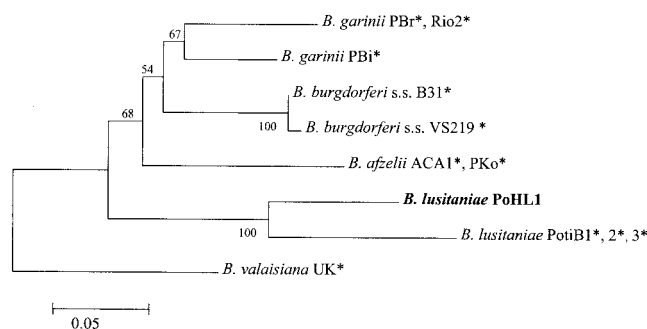 B. garinii PBr*, Rio2*
67
B. garinii PBi*
54
B. burgdorferi s.s. B31*
100
B. burgdorferi s.s. VS219 *
68
B. afzelii ACA1*, PKo*
B. lusitaniae PoHL1
100
B. lusitaniae PotiB1*, 2*, 3*
B. valaisiana UK*
0.05